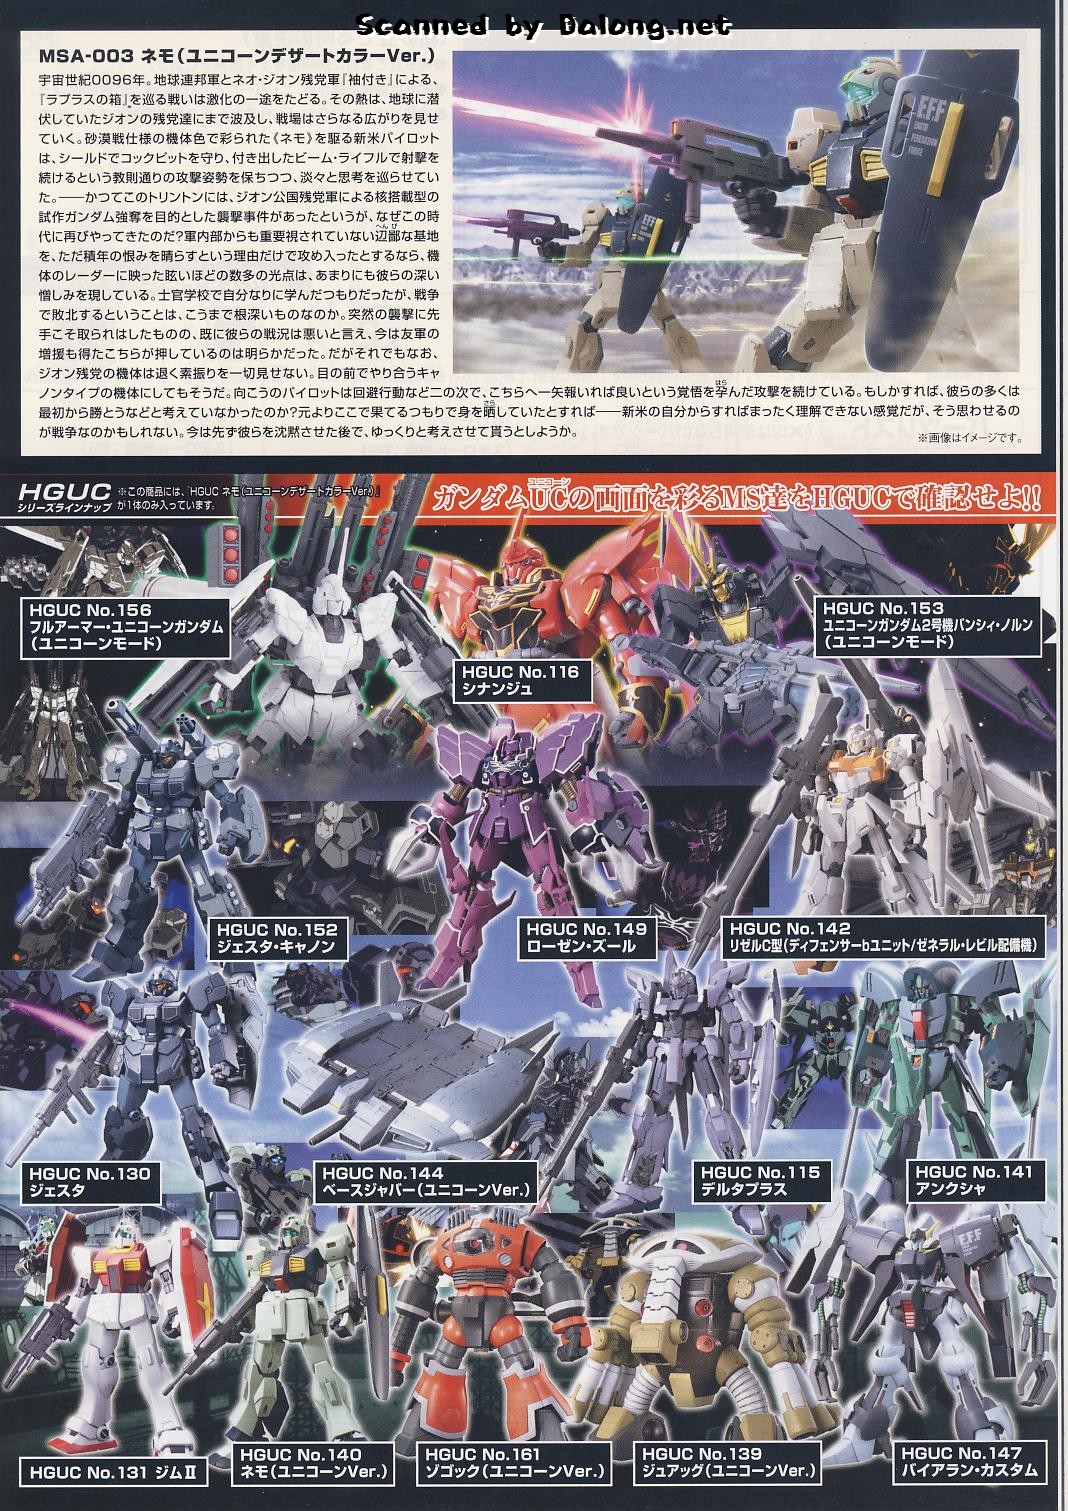 Scanned by Dalong.net
MSA-003 ネモ(ユニコーンデザートカラーVer.)
宇宙世紀0096年。地球連邦軍とネオ・ジオン残党軍『袖付き』による、
『ラプラスの箱』を巡る戦いは激化の一途をたどる。その熱は、地球に潜
伏していたジオンの残党達にまで波及し、戦場はさらなる広がりを見せ
ていく。砂漠戦仕様の機体色で彩られた《ネモ》を駆る新米パイロット
は、シールドでコックピットを守り、付き出したビーム・ライフルで射撃を
続けるという教則通りの攻撃姿勢を保ちつつ、淡々と思考を巡らせてい
た。──かつてこのトリントンには、ジオン公国残党軍による核搭載型の
試作ガンダム強奪を目的とした襲撃事件があったというが、なぜこの時
代に再びやってきたのだ?軍内部からも重要視されていない辺鄙な基地
へんぴ
を、ただ積年の恨みを晴らすという理由だけで攻め入ったとするなら、機
体のレーダーに映った眩いほどの数多の光点は、あまりにも彼らの深い
憎しみを現している。士官学校で自分なりに学んだつもりだったが、戦争
で敗北するということは、こうまで根深いものなのか。突然の襲撃に先
手こそ取られはしたものの、既に彼らの戦況は悪いと言え、今は友軍の
増援も得たこちらが押しているのは明らかだった。だがそれでもなお、
ジオン残党の機体は退く素振りを一切見せない。目の前でやり合うキャ
ノンタイプの機体にしてもそうだ。向こうのパイロットは回避行動など二の次で、こちらへ一矢報いれば良いという覚悟を孕んだ攻撃を続けている。もしかすれば、彼らの多くは
はら
最初から勝とうなどと考えていなかったのか?元よりここで果てるつもりで身を晒していたとすれば──新米の自分からすればまったく理解できない感覚だが、そう思わせるの
さら
が戦争なのかもしれない。今は先ず彼らを沈黙させた後で、ゆっくりと考えさせて貰うとしようか。
※画像はイメージです。
E.F.F
EARTH
FEDERATION
FORCE
E.F.F
HGUC
シリーズラインナップ
※この商品には、「HGUC ネモ(ユニコーンデザートカラーVer.)」
が1体のみ入っています。
ユニコーン
ガンダムUCの画面を彩るMS達をHGUCで確認せよ!!
HGUC No.156
フルアーマー・ユニコーンガンダム
(ユニコーンモード)
HGUC No.116
シナンジュ
HGUC No.153
ユニコーンガンダム2号機バンシィ・ノルン
(ユニコーンモード)
HGUC No.152
ジェスタ・キャノン
HGUC No.149
ローゼン・ズール
HGUC No.142
リゼルC型(ディフェンサーbユニット/ゼネラル・レビル配備機)
HGUC No.130
ジェスタ
HGUC No.144
ベースジャバー(ユニコーンVer.)
HGUC No.115
デルタプラス
HGUC No.141
アンクシャ
E.F.F
HGUC No.131 ジムⅡ
HGUC No.140
ネモ(ユニコーンVer.)
HGUC No.161
ゾゴック(ユニコーンVer.)
HGUC No.139
ジュアッグ(ユニコーンVer.)
HGUC No.147
バイアラン・カスタム